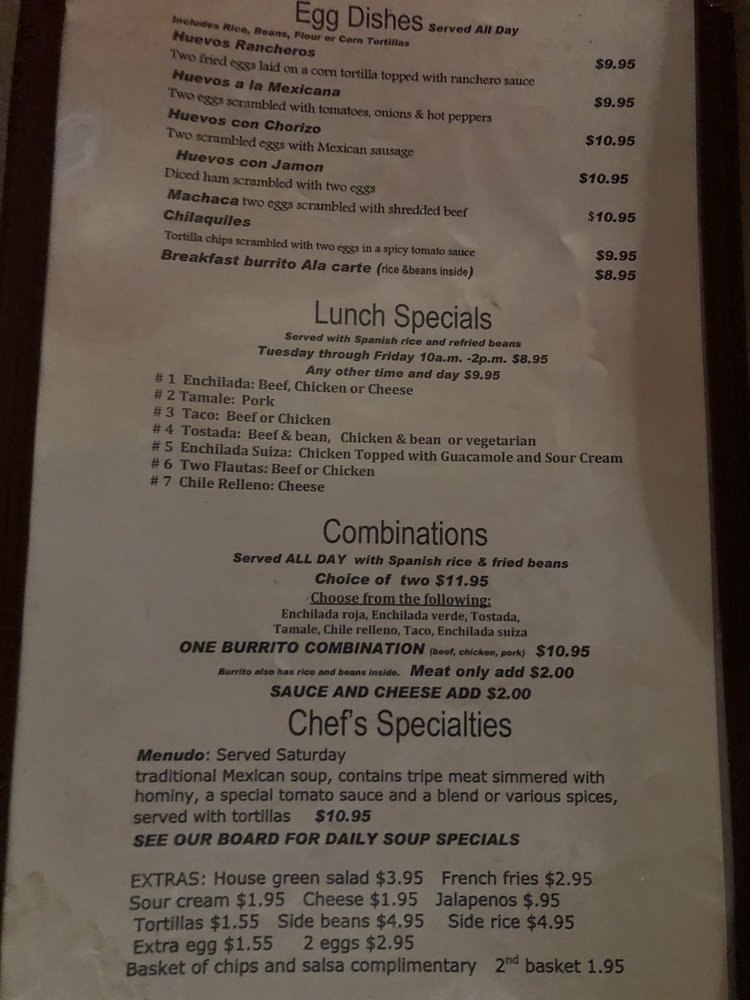 Egg Dishes Served All Day
Includes Rice, Beans, Flour or Corn Tortillas
Huevos Rancheros
Two fried eggs laid on a corn tortilla topped with ranchero sauce $9.95
Huevos a la Mexicana
Two eggs scrambled with tomatoes, onions & hot peppers $9.95
Huevos con Chorizo
Two scrambled eggs with Mexican sausage $10.95
Huevos con Jamon
Diced ham scrambled with two eggs $10.95
Machaca two eggs scrambled with shredded beef $10.95
Chilaquiles
Tortilla chips scrambled with two eggs in a spicy tomato sauce $9.95
Breakfast burrito Ala carte (rice &beans inside) $8.95
Lunch Specials
Served with Spanish rice and refried beans
Tuesday through Friday 10a.m. -2p.m. $8.95
Any other time and day $9.95
# 1 Enchilada: Beef, Chicken or Cheese
# 2 Tamale: Pork
# 3 Taco: Beef or Chicken
# 4 Tostada: Beef & bean, Chicken & bean or vegetarian
# 5 Enchilada Suiza: Chicken Topped with Guacamole and Sour Cream
# 6 Two Flautas: Beef or Chicken
# 7 Chile Relleno: Cheese
Combinations
Served ALL DAY with Spanish rice & fried beans
Choice of two $11.95
Choose from the following:
Enchilada roja, Enchilada verde, Tostada,
Tamale, Chile relleno, Taco, Enchilada suiza
ONE BURRITO COMBINATION (beef, chicken, pork) $10.95
Burrito also has rice and beans inside. Meat only add $2.00
SAUCE AND CHEESE ADD $2.00
Chef's Specialties
Menudo: Served Saturday
traditional Mexican soup, contains tripe meat simmered with
hominy, a special tomato sauce and a blend or various spices,
served with tortillas $10.95
SEE OUR BOARD FOR DAILY SOUP SPECIALS
EXTRAS: House green salad $3.95 French fries $2.95
Sour cream $1.95 Cheese $1.95 Jalapenos $.95
Tortillas $1.55 Side beans $4.95 Side rice $4.95
Extra egg $1.55 2 eggs $2.95
Basket of chips and salsa complimentary 2nd basket 1.95